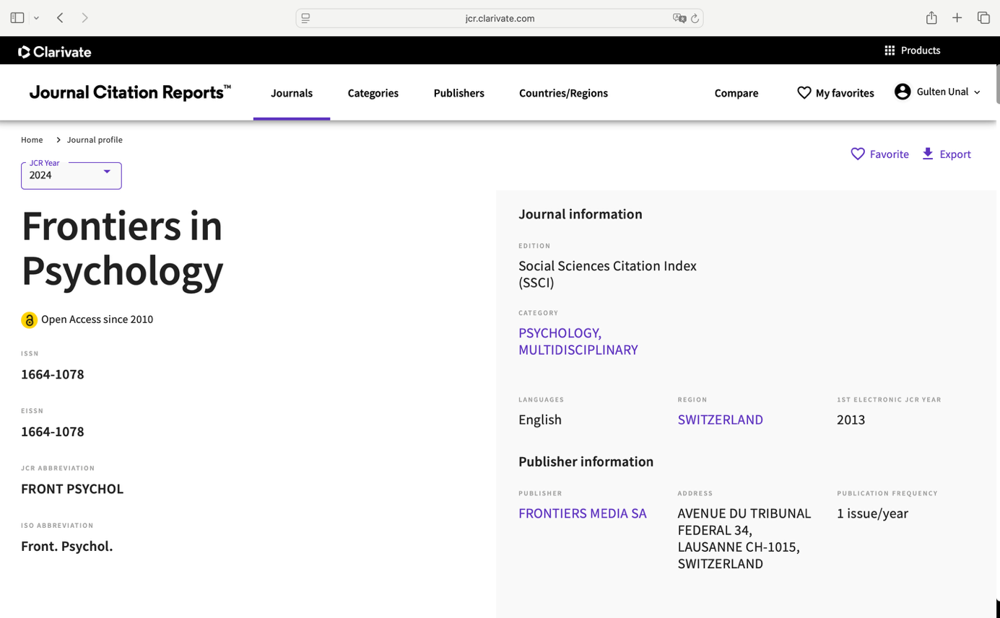 jcr.clarivate.com
Clarivate
Products
Journal Citation Reports™
Journals
Categories
Publishers
Countries/Regions
Compare
My favorites
Gulten Unal
Home
Journal profile
Favorite
Export
JCR Year
2024
Frontiers in
Psychology
Open Access since 2010
ISSN
1664-1078
EISSN
1664-1078
JCR ABBREVIATION
FRONT PSYCHOL
ISO ABBREVIATION
Front. Psychol.
Journal information
EDITION
Social Sciences Citation Index
(SSCI)
CATEGORY
PSYCHOLOGY,
MULTIDISCIPLINARY
LANGUAGES
English
REGION
SWITZERLAND
1ST ELECTRONIC JCR YEAR
2013
Publisher information
PUBLISHER
FRONTIERS MEDIA SA
ADDRESS
AVENUE DU TRIBUNAL
FEDERAL 34,
LAUSANNE CH-1015,
SWITZERLAND
PUBLICATION FREQUENCY
1 issue/year